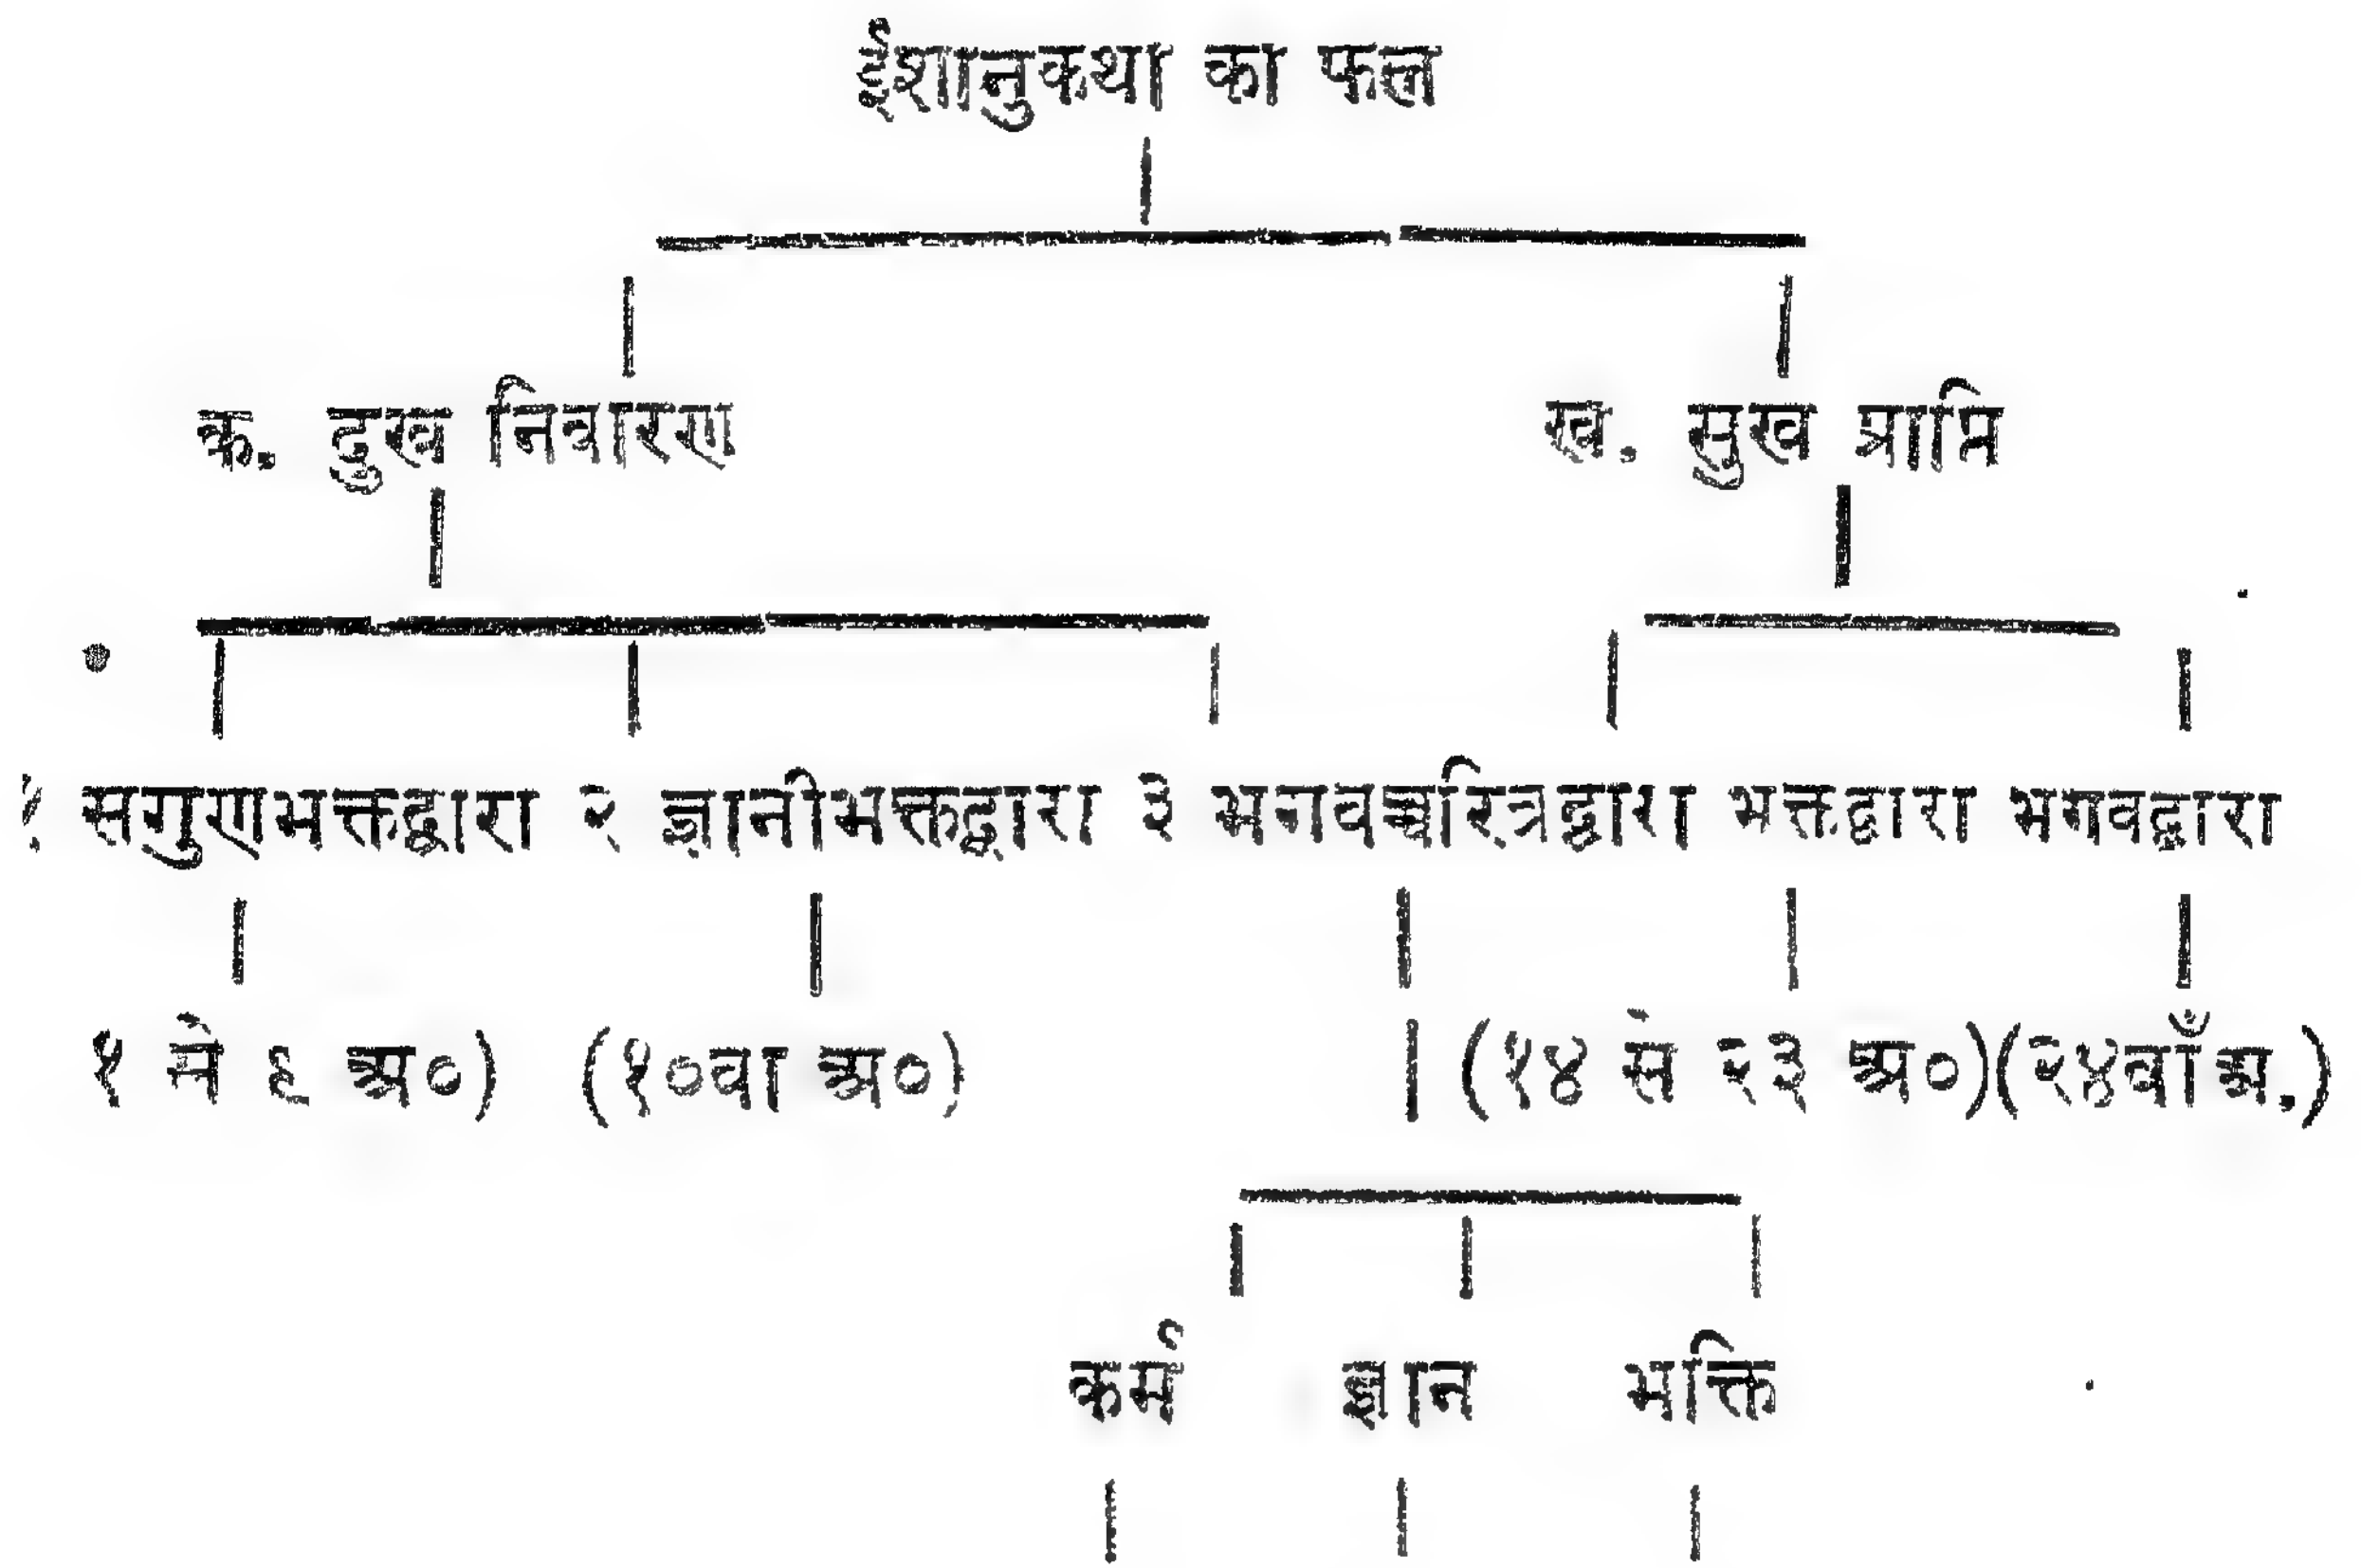 ईशानुकथा का फल
क. दुख निवारण ख. सुख प्राप्ति
१ सगुणभक्तद्वारा २ ज्ञानीभक्तद्वारा ३ भगवच्चरित्रद्वारा भक्तद्वारा भगवद्वारा
१ से ९ अ०) (१०वा अ०) (१४ से २३ अ०) (२४वाँ अ.)
कर्म ज्ञान भक्ति